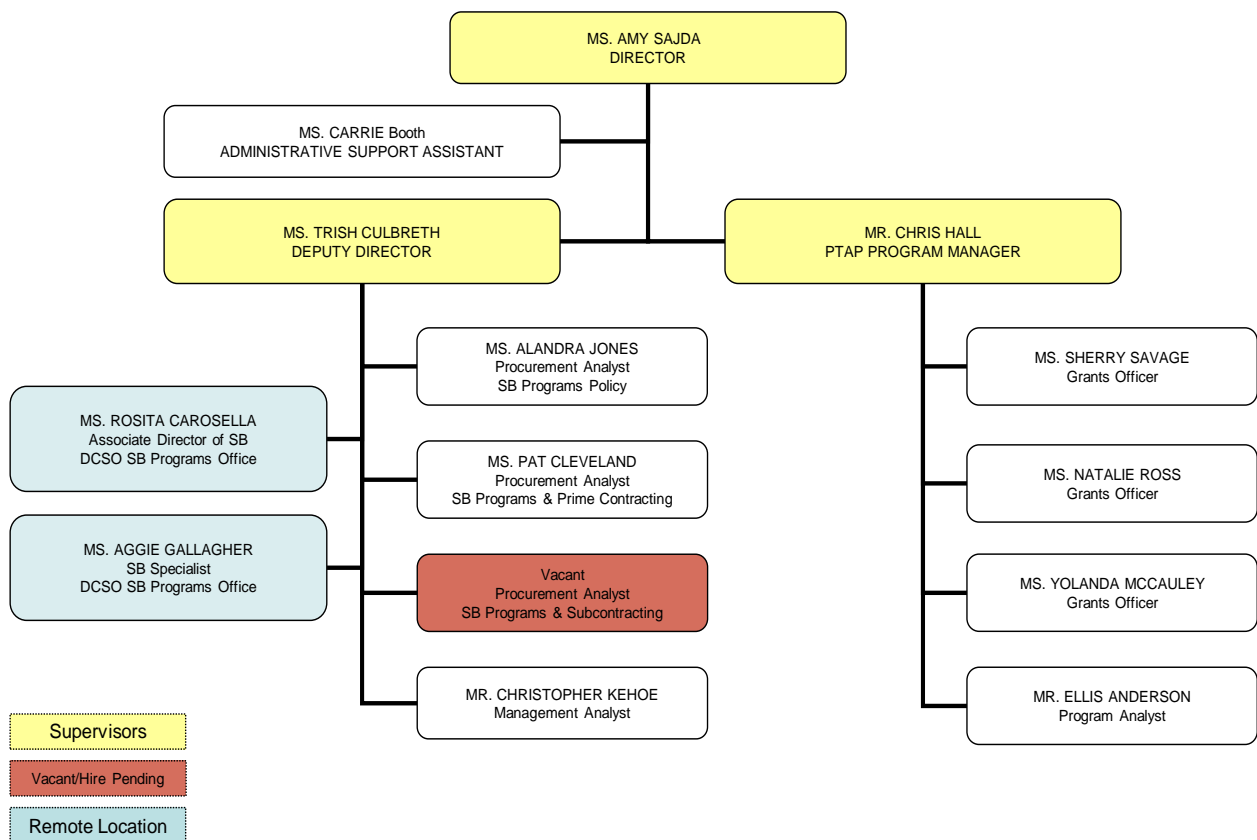 MS. AMY SAJDA
DIRECTOR
MS. CARRIE Booth
ADMINISTRATIVE SUPPORT ASSISTANT
MS. TRISH CULBRETH
DEPUTY DIRECTOR
MR. CHRIS HALL
PTAP PROGRAM MANAGER
MS. ROSITA CAROSELLA
Associate Director of SB
DCSO SB Programs Office
MS. AGGIE GALLAGHER
SB Specialist
DCSO SB Programs Office
MS. ALANDRA JONES
Procurement Analyst
SB Programs Policy
MS. PAT CLEVELAND
Procurement Analyst
SB Programs & Prime Contracting
Vacant
Procurement Analyst
SB Programs & Subcontracting
MR. CHRISTOPHER KEHOE
Management Analyst
MS. SHERRY SAVAGE
Grants Officer
MS. NATALIE ROSS
Grants Officer
MS. YOLANDA MCCAULEY
Grants Officer
MR. ELLIS ANDERSON
Program Analyst
Supervisors
Vacant/Hire Pending
Remote Location